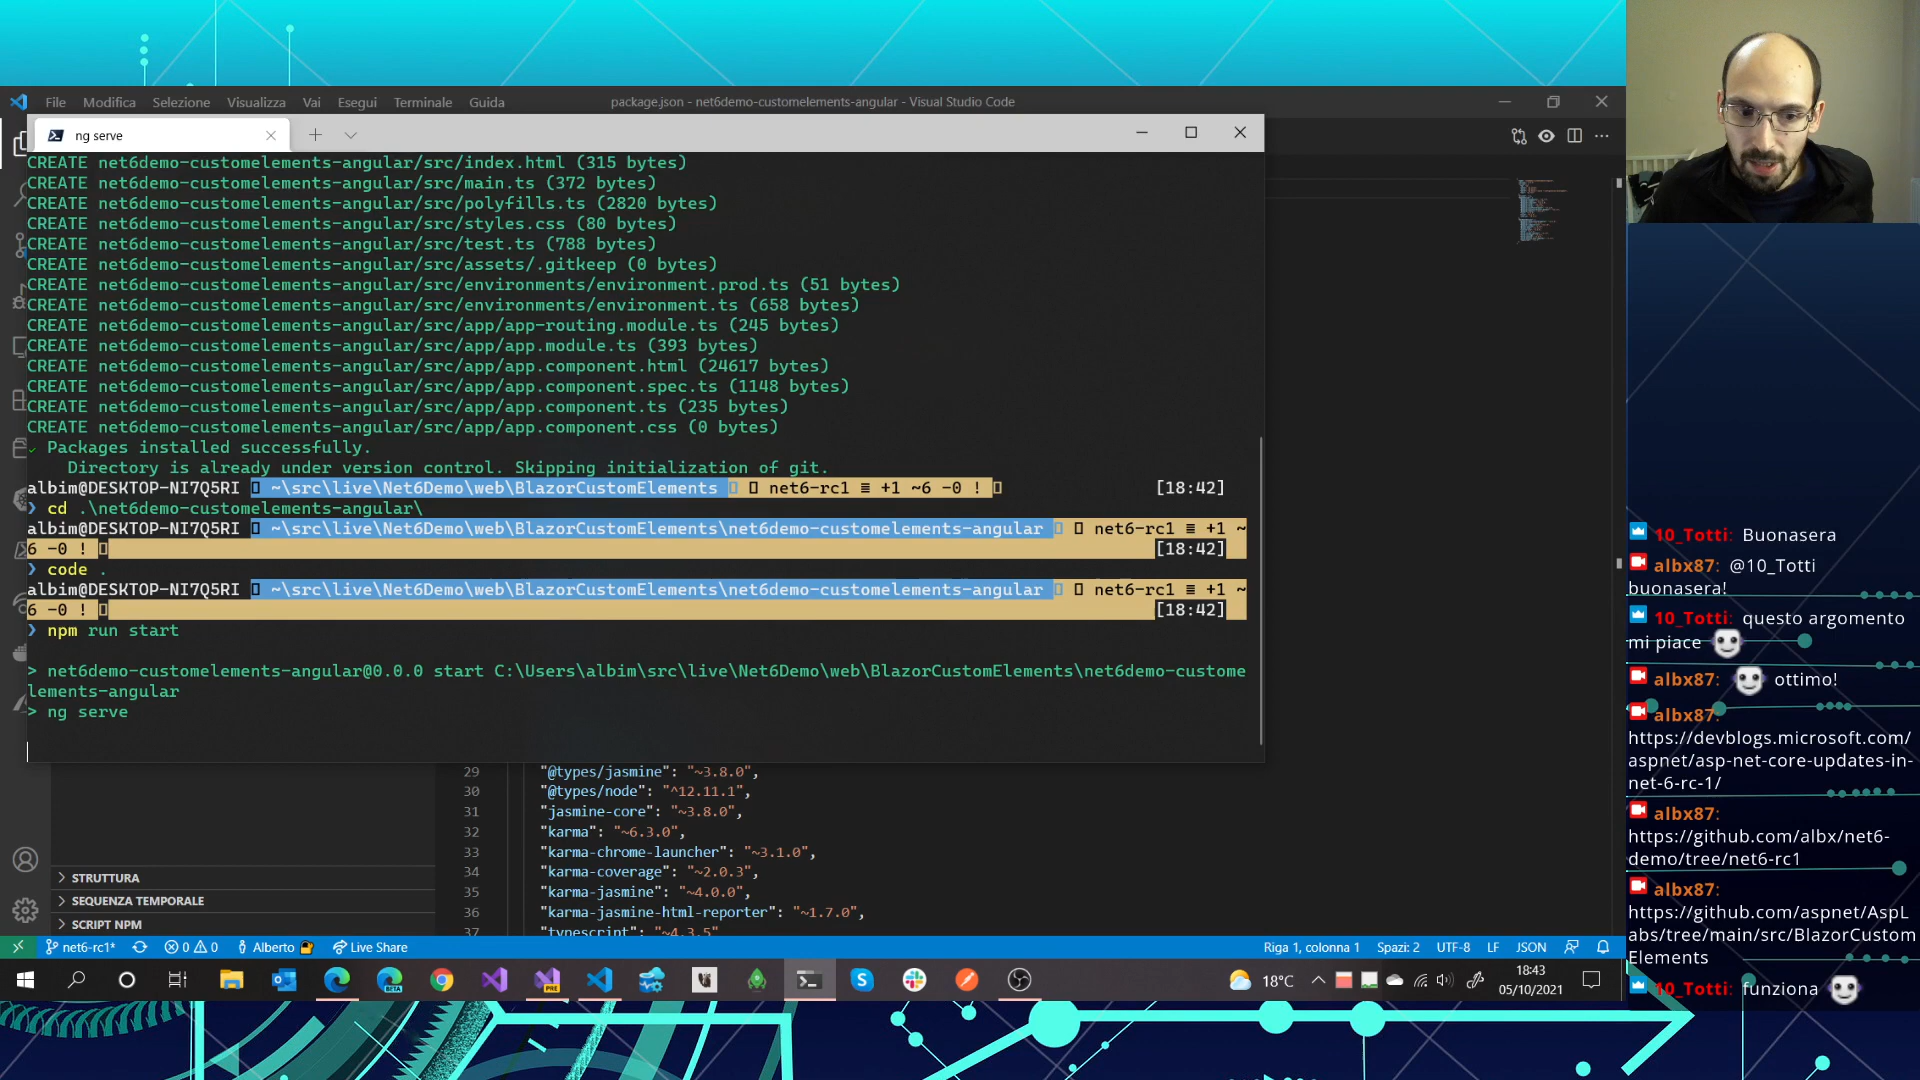 File Modifica Selezione Visualizza Vai Esegui Terminale Guida package.json - net6demo-customelements-angular - Visual Studio Code
ng serve
CREATE net6demo-customelements-angular/src/index.html (315 bytes)
CREATE net6demo-customelements-angular/src/main.ts (372 bytes)
CREATE net6demo-customelements-angular/src/polyfills.ts (2820 bytes)
CREATE net6demo-customelements-angular/src/styles.css (80 bytes)
CREATE net6demo-customelements-angular/src/test.ts (788 bytes)
CREATE net6demo-customelements-angular/src/assets/.gitkeep (0 bytes)
CREATE net6demo-customelements-angular/src/environments/environment.prod.ts (51 bytes)
CREATE net6demo-customelements-angular/src/environments/environment.ts (658 bytes)
CREATE net6demo-customelements-angular/src/app/app-routing.module.ts (245 bytes)
CREATE net6demo-customelements-angular/src/app/app.module.ts (393 bytes)
CREATE net6demo-customelements-angular/src/app/app.component.html (24617 bytes)
CREATE net6demo-customelements-angular/src/app/app.component.spec.ts (1148 bytes)
CREATE net6demo-customelements-angular/src/app/app.component.ts (235 bytes)
CREATE net6demo-customelements-angular/src/app/app.component.css (0 bytes)
✓ Packages installed successfully.
Directory is already under version control. Skipping initialization of git.
albim@DESKTOP-NI7Q5RI ~\src\live\Net6Demo\web\BlazorCustomElements net6-rc1 ≡ +1 ~6 -0 ! [18:42]
❯ cd .\net6demo-customelements-angular\
albim@DESKTOP-NI7Q5RI ~\src\live\Net6Demo\web\BlazorCustomElements\net6demo-customelements-angular net6-rc1 ≡ +1 ~
6 -0 ! [18:42]
❯ code .
albim@DESKTOP-NI7Q5RI ~\src\live\Net6Demo\web\BlazorCustomElements\net6demo-customelements-angular net6-rc1 ≡ +1 ~
6 -0 ! [18:42]
❯ npm run start
> net6demo-customelements-angular@0.0.0 start C:\Users\albim\src\live\Net6Demo\web\BlazorCustomElements\net6demo-custome
lements-angular
> ng serve
29 "@types/jasmine": "~3.8.0",
30 "@types/node": "^12.11.1",
31 "jasmine-core": "~3.8.0",
32 "karma": "~6.3.0",
33 "karma-chrome-launcher": "~3.1.0",
34 "karma-coverage": "~2.0.3",
35 "karma-jasmine": "~4.0.0",
36 "karma-jasmine-html-reporter": "~1.7.0",
37 "typescript": "~4.3.5"
STRUTTURA
SEQUENZA TEMPORALE
SCRIPT NPM
net6-rc1* 0 0 Alberto Live Share Riga 1, colonna 1 Spazi: 2 UTF-8 LF JSON
BETA PRE 18°C 18:43
05/10/2021
10_Totti: Buonasera
albx87: @10_Totti
buonasera!
10_Totti: questo argomento
mi piace
albx87: ottimo!
albx87:
https://devblogs.microsoft.com/
aspnet/asp-net-core-updates-in-
net-6-rc-1/
albx87:
https://github.com/albx/net6-
demo/tree/net6-rc1
albx87:
https://github.com/aspnet/AspL
abs/tree/main/src/BlazorCustom
Elements
10_Totti: funziona